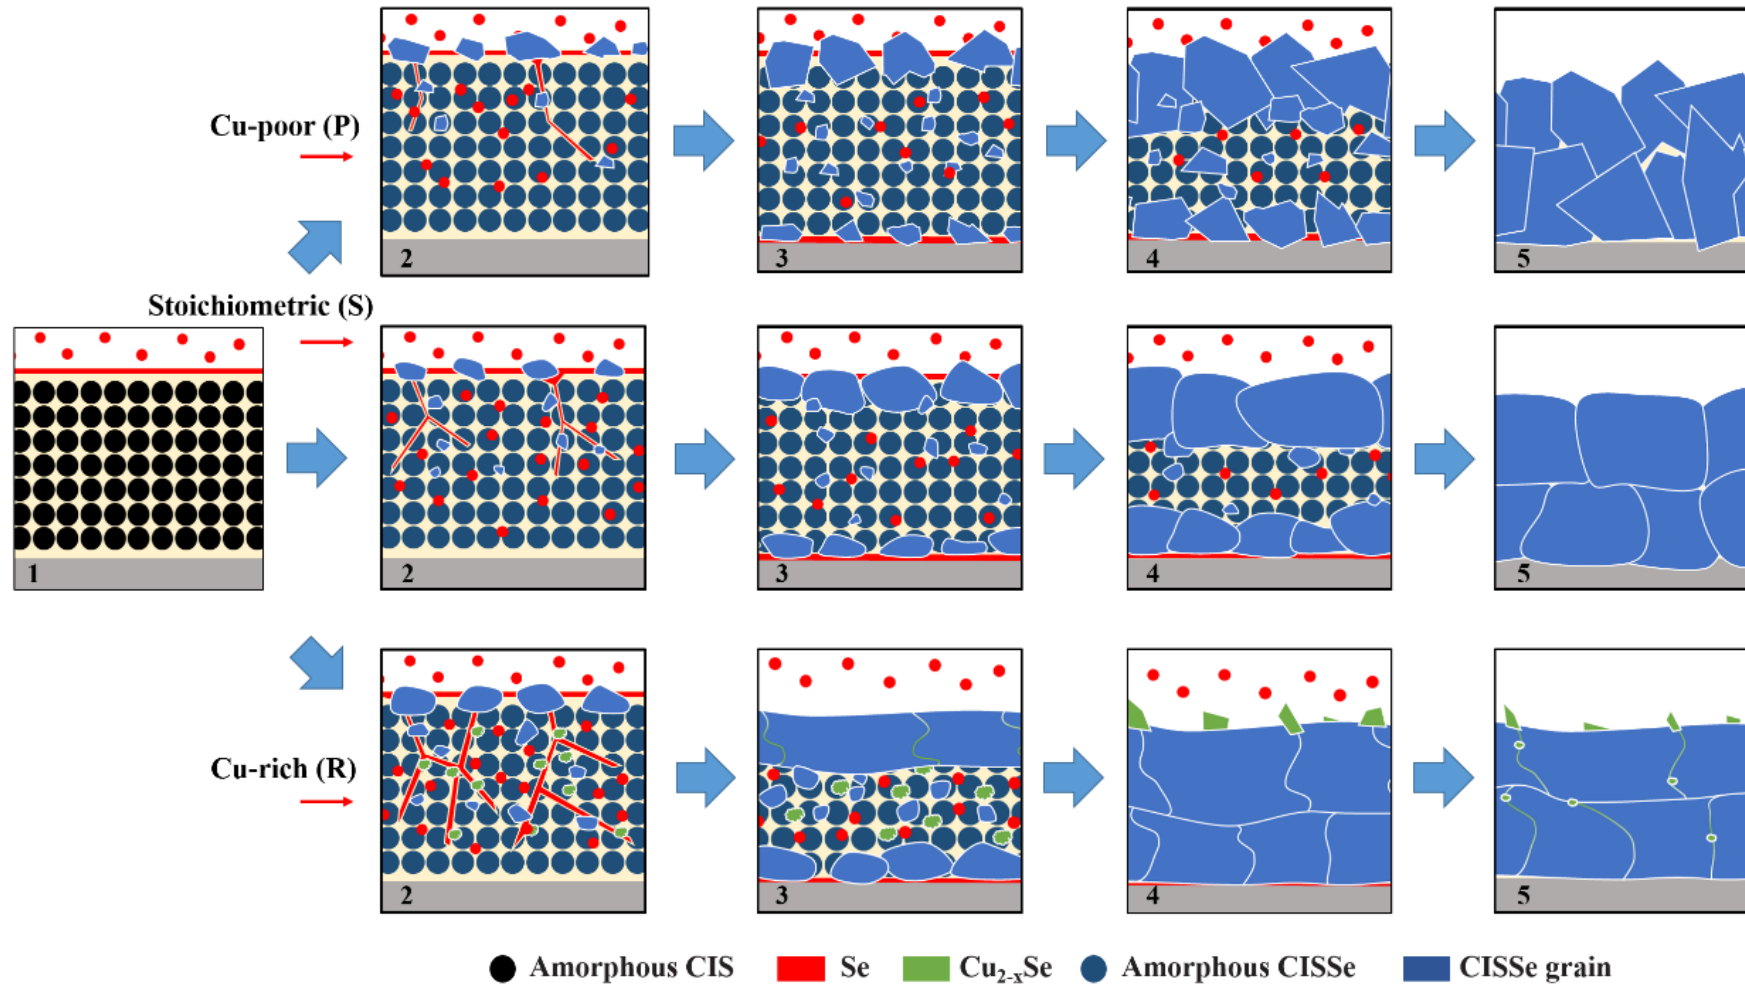 Cu-poor (P)
2
3
4
5
Stoichiometric (S)
1
2
3
4
5
Cu-rich (R)
2
3
4
5
Amorphous CIS
Se
Cu2-xSe
Amorphous CISSe
CISSe grain